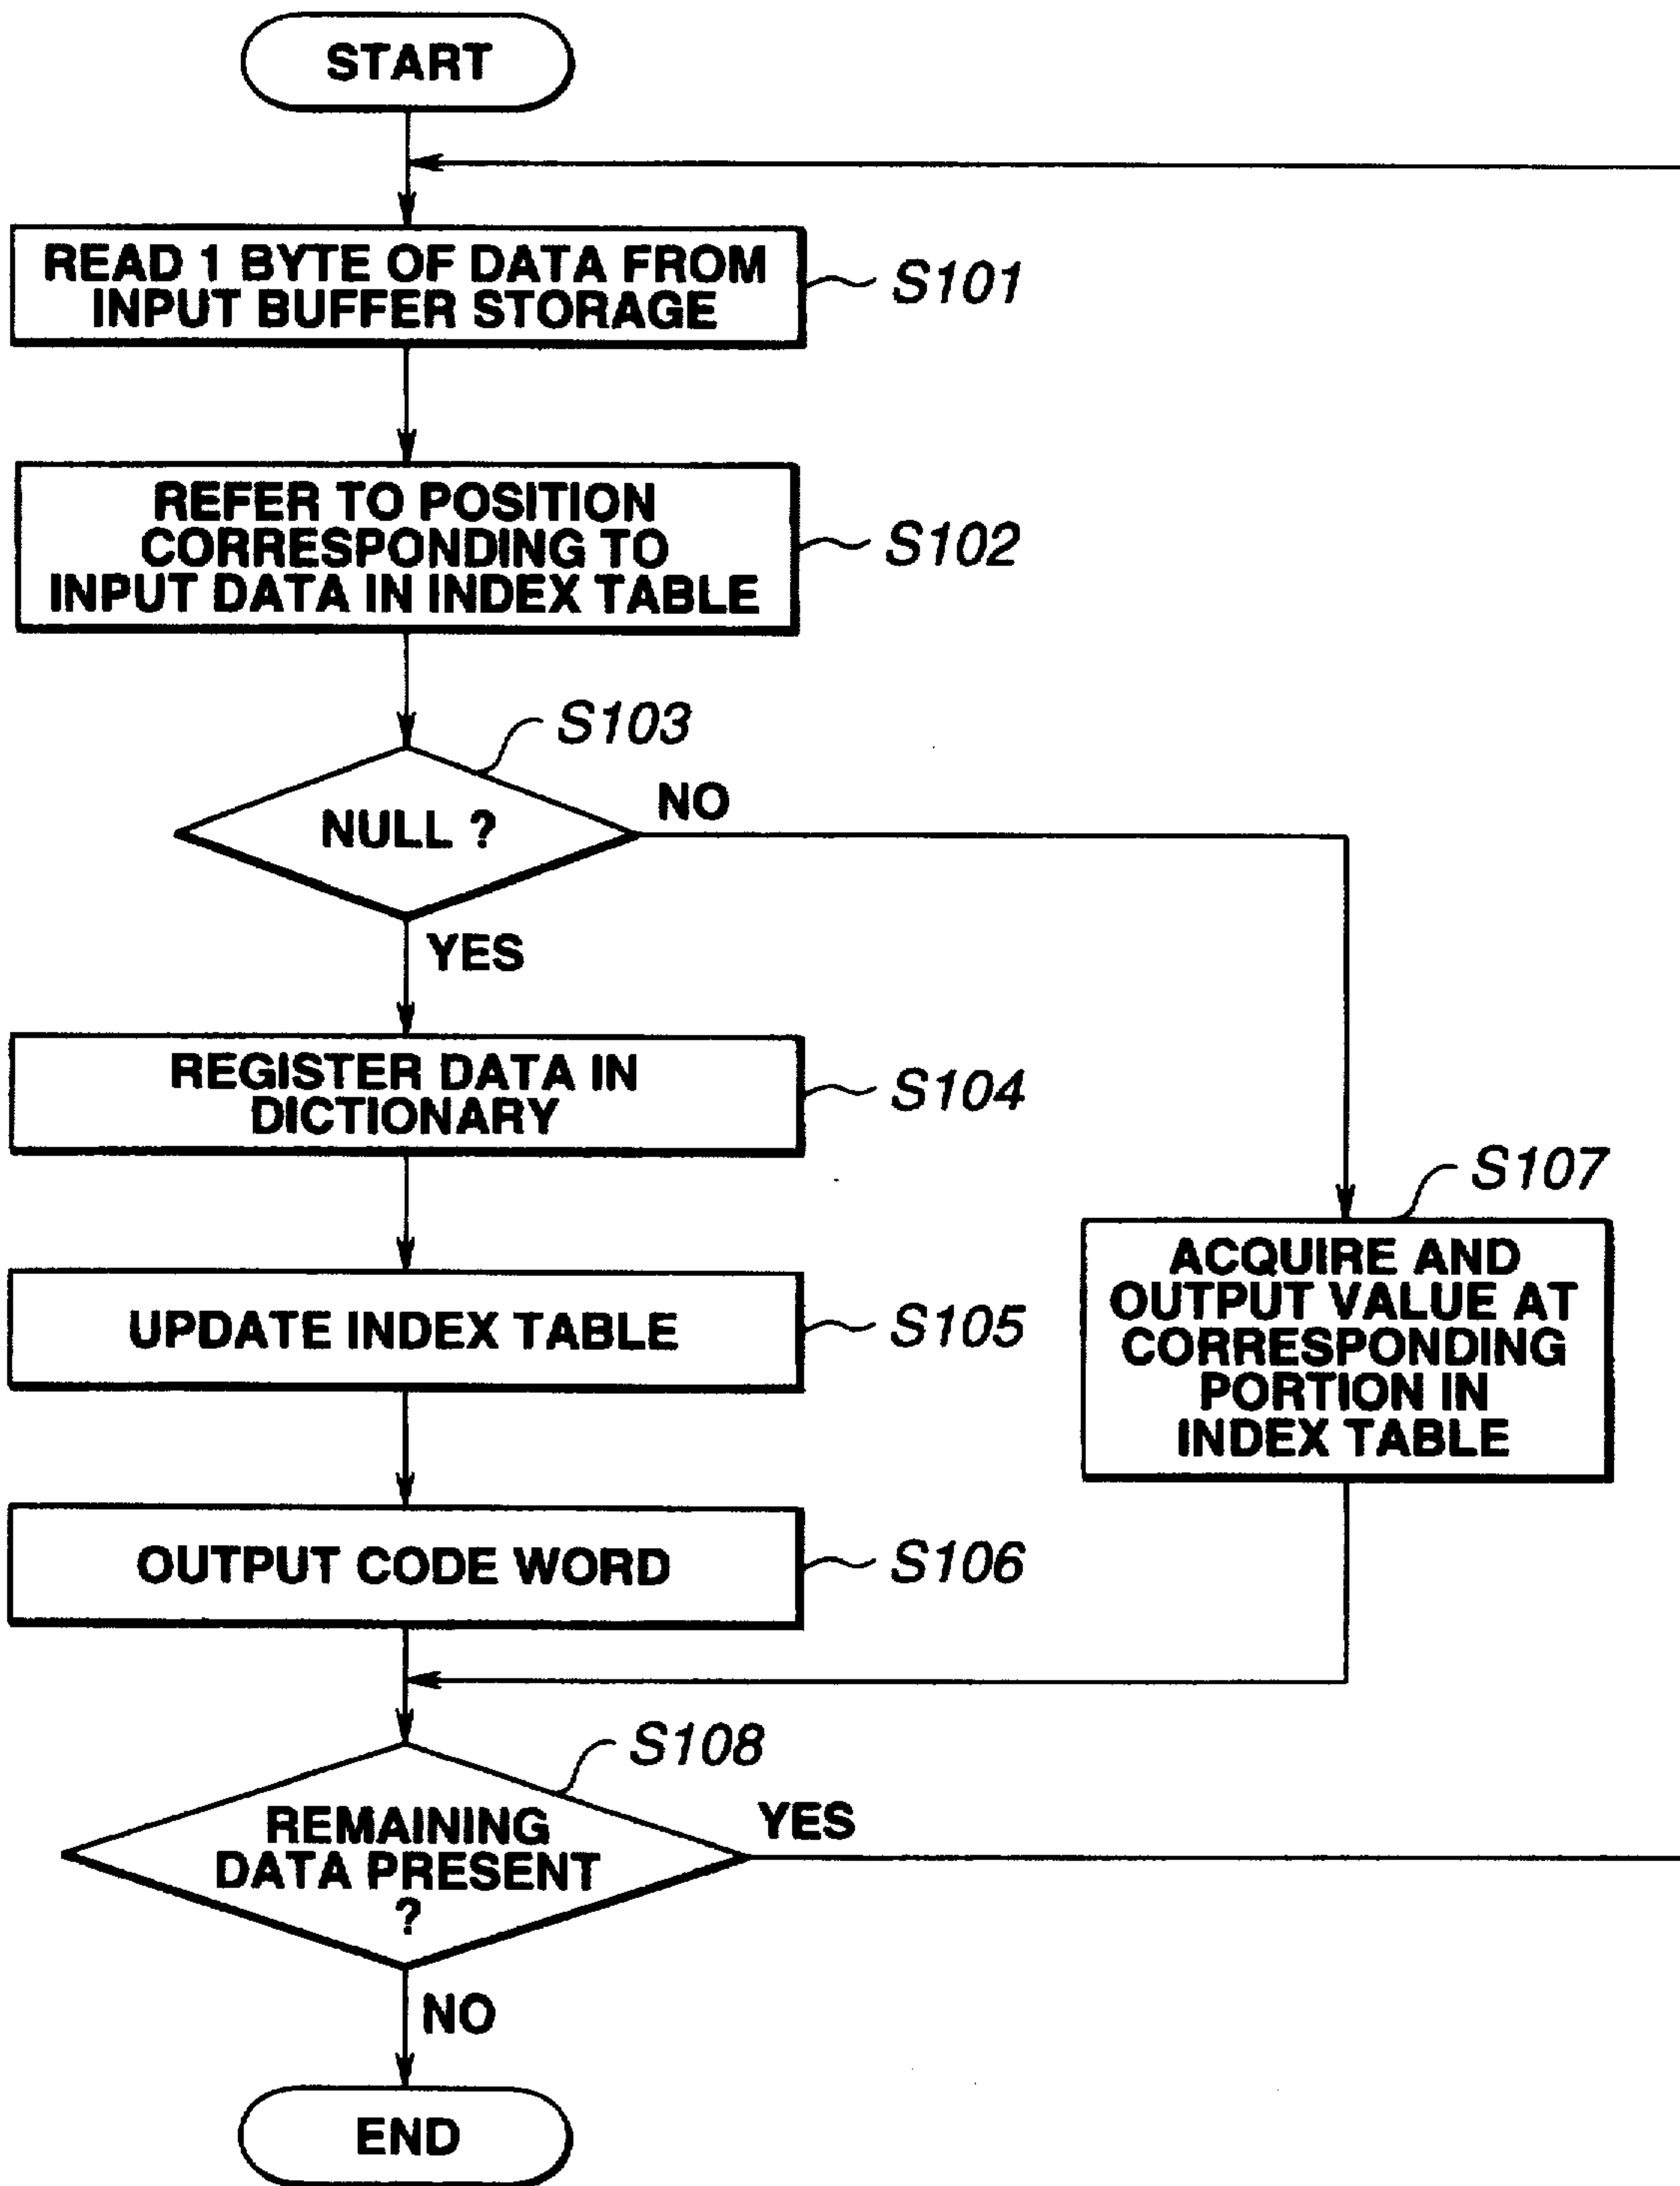 START
READ 1 BYTE OF DATA FROM
INPUT BUFFER STORAGE
S101
REFER TO POSITION
CORRESPONDING TO
INPUT DATA IN INDEX TABLE
S102
S103
NULL ?
NO
YES
REGISTER DATA IN
DICTIONARY
S104
UPDATE INDEX TABLE
S105
OUTPUT CODE WORD
S106
S107
ACQUIRE AND
OUTPUT VALUE AT
CORRESPONDING
PORTION IN
INDEX TABLE
S108
REMAINING
DATA PRESENT
?
YES
NO
END